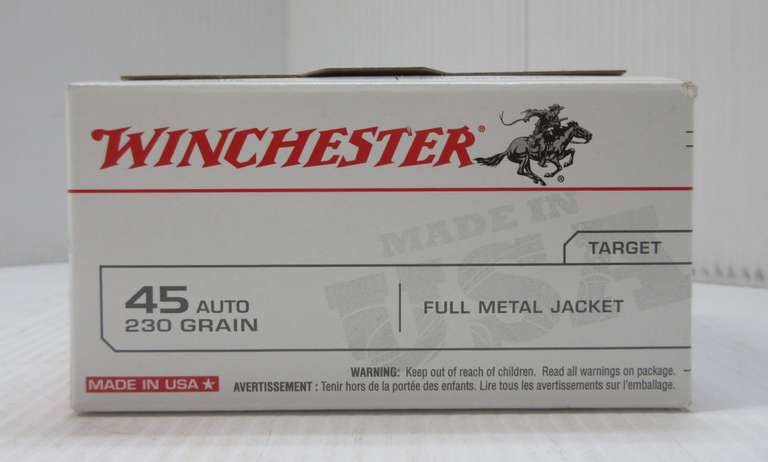 WINCHESTER®
®
MADE IN
USA
TARGET
45 AUTO
230 GRAIN
FULL METAL JACKET
WARNING: Keep out of reach of children. Read all warnings on package.
MADE IN USA ★
AVERTISSEMENT : Tenir hors de la portée des enfants. Lire tous les avertissements sur l'emballage.